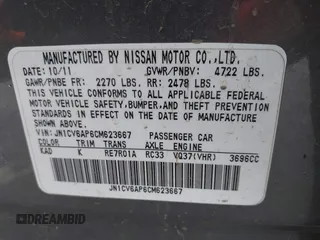 MANUFACTURED BY NISSAN MOTOR CO.,LTD.
DATE: 10/11 GVWR/PNBV: 4722 LBS.
GAWR/PNBE FR: 2270 LBS. RR: 2478 LBS.
THIS VEHICLE CONFORMS TO ALL APPLICABLE
FEDERAL MOTOR VEHICLE SAFETY,BUMPER,AND THEFT PREVENTION
STANDARDS IN EFFECT ON THE DATE OF
MANUFACTURE SHOWN ABOVE.
VIN: JN1CV6AP6CM623667 PASSENGER CAR
COLOR TRIM TRANS AXLE ENGINE
KAD K RE7R01A RC33 VQ37(VHR) 3696CC
DREAMBID